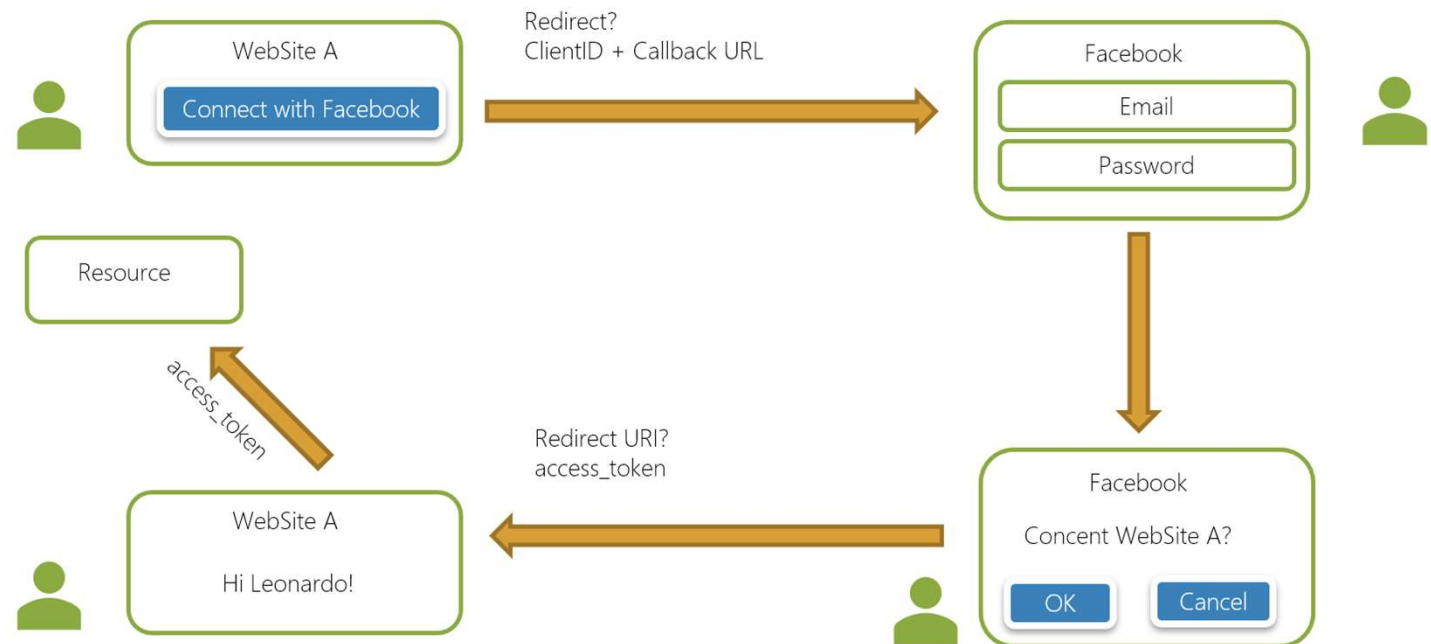 WebSite A
Connect with Facebook
Redirect?
ClientID + Callback URL
Facebook
Email
Password
Resource
access_token
Redirect URI?
access_token
WebSite A
Hi Leonardo!
Facebook
Concent WebSite A?
OK
Cancel